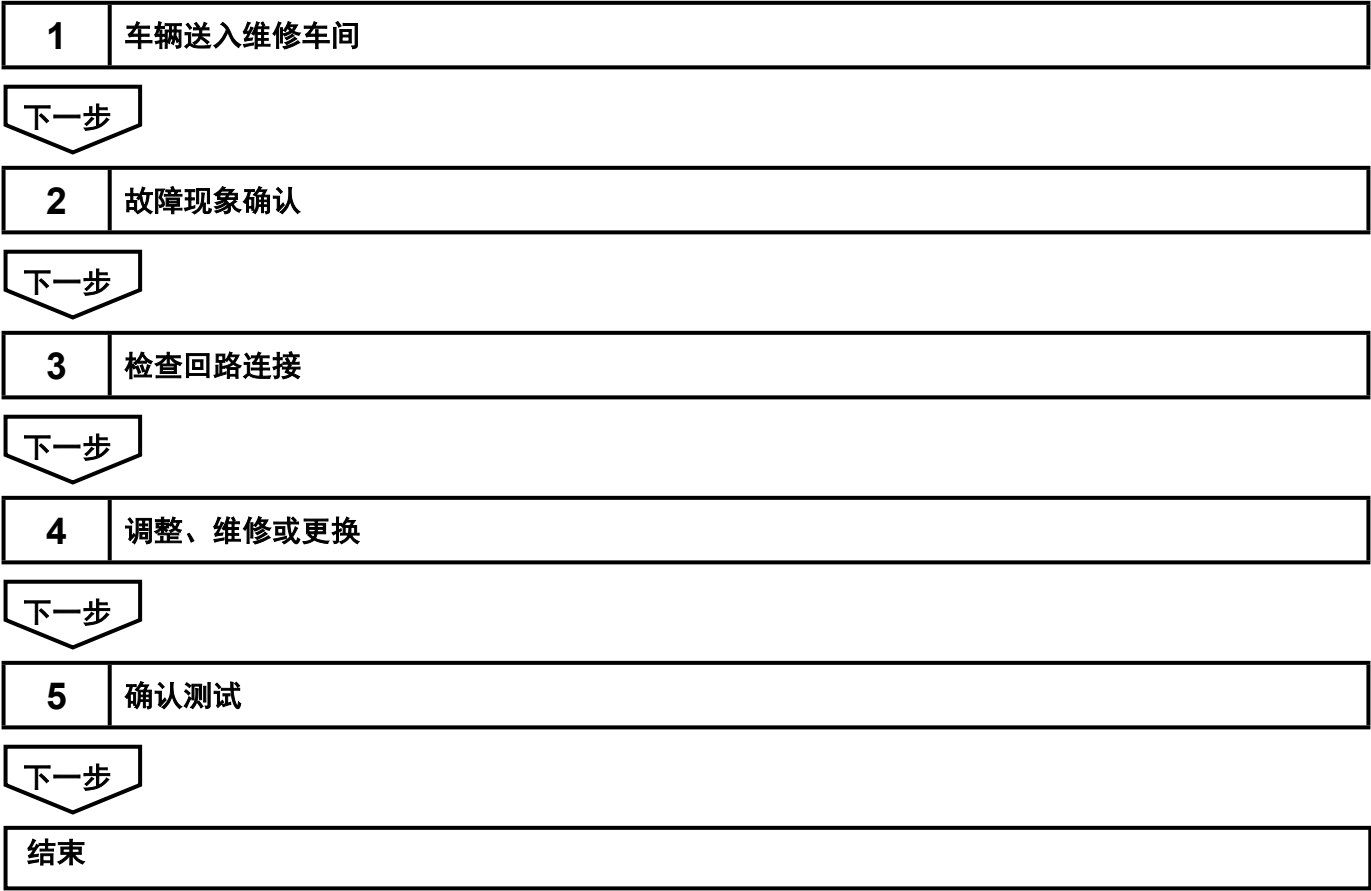 1 车辆送入维修车间
下一步
2 故障现象确认
下一步
3 检查回路连接
下一步
4 调整、维修或更换
下一步
5 确认测试
下一步
结束